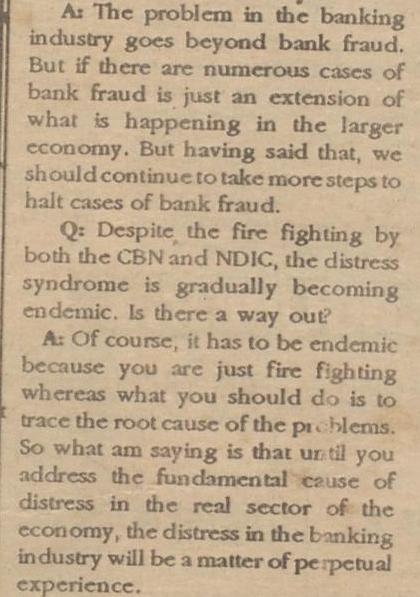 A: The problem in the banking
industry goes beyond bank fraud.
But if there are numerous cases of
bank fraud is just an extension of
what is happening in the larger
economy. But having said that, we
should continue to take more steps to
halt cases of bank fraud.
Q: Despite the fire fighting by
both the CBN and NDIC, the distress
syndrome is gradually becoming
endemic. Is there a way out?
A: Of course, it has to be endemic
because you are just fire fighting
whereas what you should do is to
trace the root cause of the problems.
So what am saying is that until you
address the fundamental cause of
distress in the real sector of the
economy, the distress in the banking
industry will be a matter of perpetual
experience.